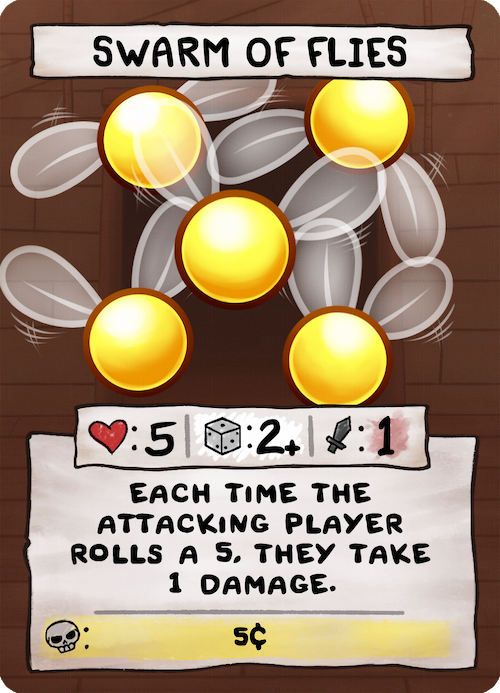 SWARM OF FLIES
:5 :2+ :1
EACH TIME THE
ATTACKING PLAYER
ROLLS A 5, THEY TAKE
1 DAMAGE.
: 5¢